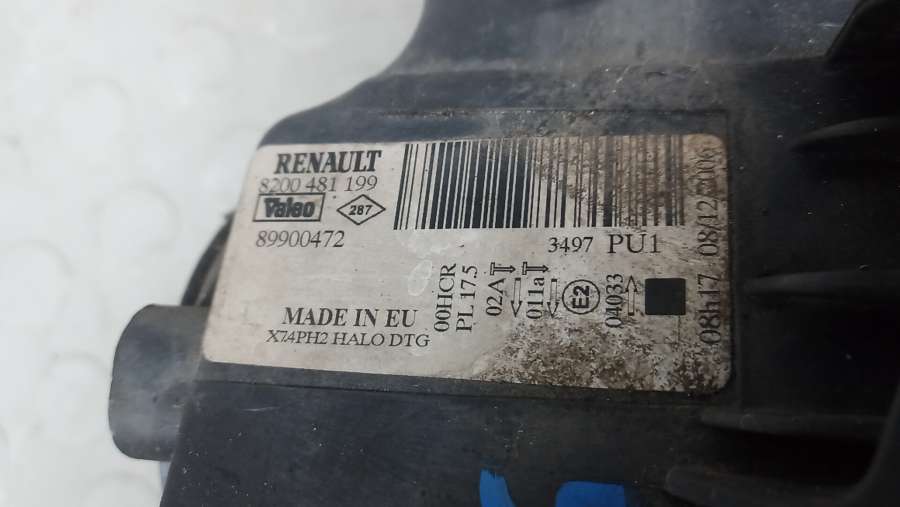 RENAULT
8200 481 199
Valeo 287
89900472
3497 PU1
MADE IN EU
X74PH2 HALO DTG
00HCR
PL 17.5
02A
011a
E2
04033
08h17 08/12/2006